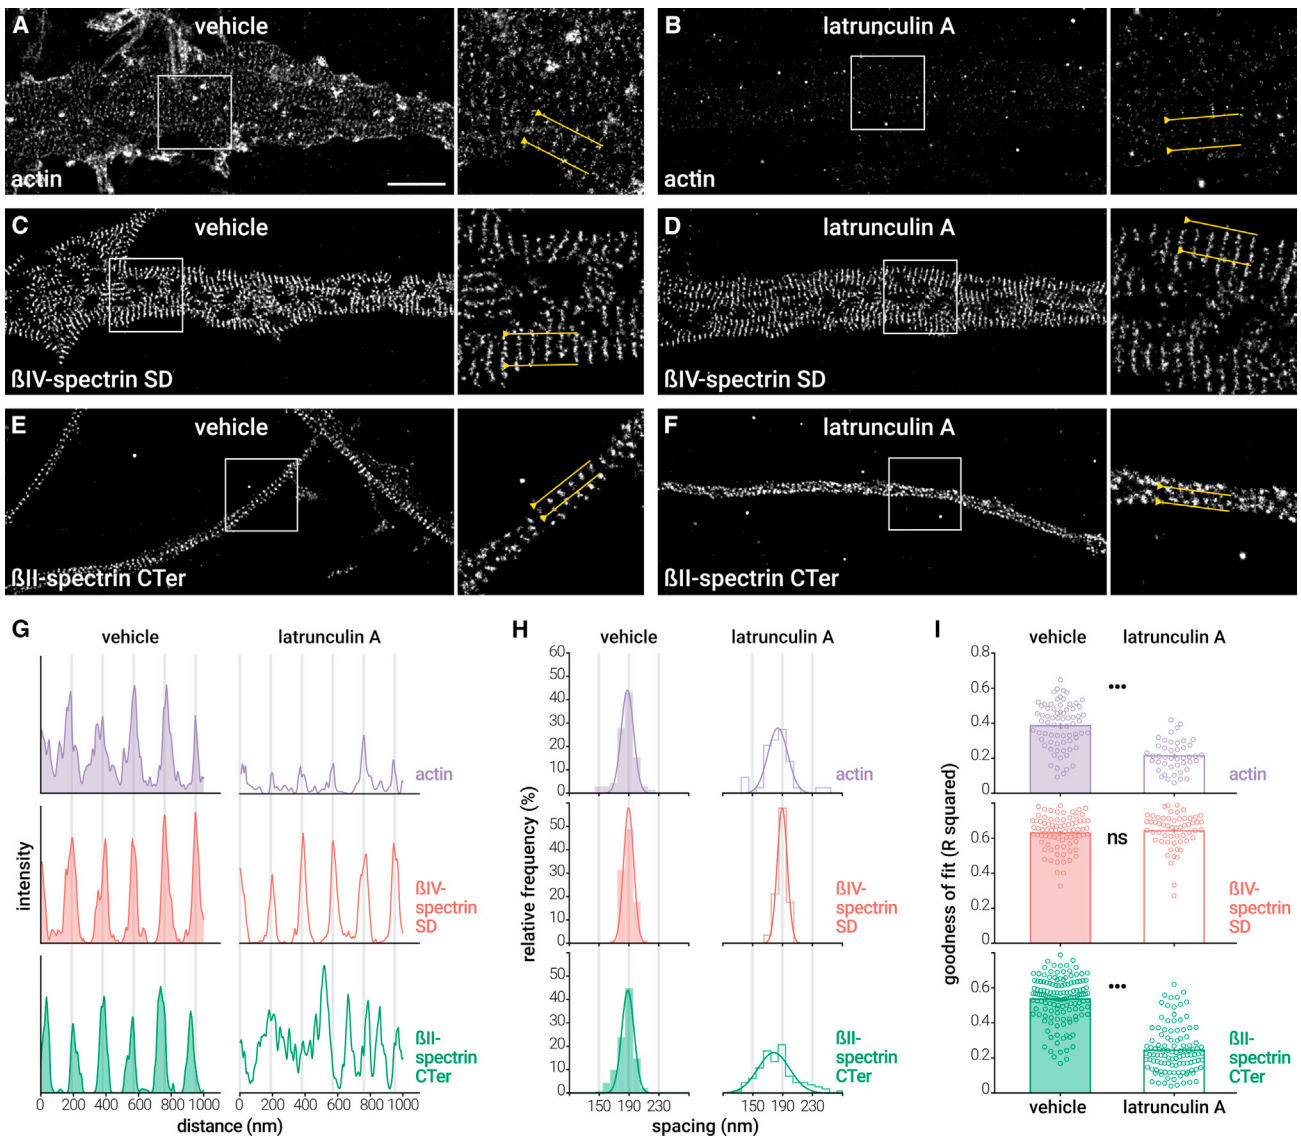 A vehicle
actin
B latrunculin A
actin
C vehicle
ßIV-spectrin SD
D latrunculin A
ßIV-spectrin SD
E vehicle
ßII-spectrin CTer
F latrunculin A
ßII-spectrin CTer
G vehicle latrunculin A
intensity
actin
ßIV-
spectrin
SD
ßII-
spectrin
CTer
0 200 400 600 800 1000 0 200 400 600 800 1000
distance (nm)
H vehicle latrunculin A
relative frequency (%)
60
50
40
30
20
10
0
actin
50
40
30
20
10
0
ßIV-
spectrin
SD
50
40
30
20
10
0
ßII-
spectrin
CTer
150 190 230 150 190 230
spacing (nm)
I vehicle latrunculin A
goodness of fit (R squared)
0.8
0.6
0.4
0.2
0
•••
actin
0.6
0.4
0.2
0
ns
ßIV-
spectrin
SD
0.6
0.4
0.2
0
•••
ßII-
spectrin
CTer
vehicle latrunculin A